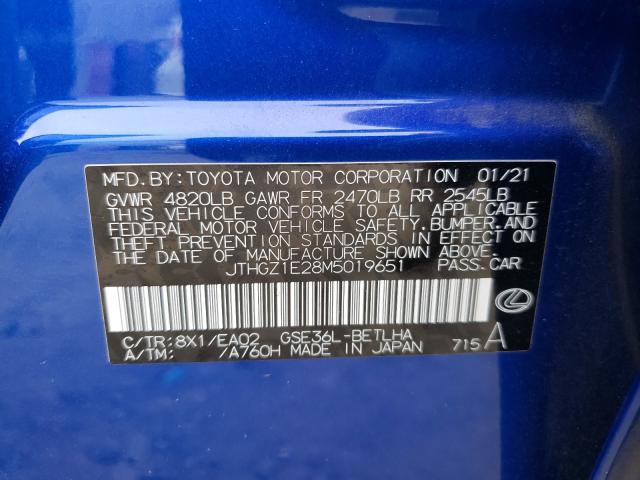 MFD. BY: TOYOTA MOTOR CORPORATION 01/21
GVWR 4820LB GAWR FR 2470LB RR 2545LB
THIS VEHICLE CONFORMS TO ALL APPLICABLE
FEDERAL MOTOR VEHICLE SAFETY, BUMPER, AND
THEFT PREVENTION STANDARDS IN EFFECT ON
THE DATE OF MANUFACTURE SHOWN ABOVE.
JTHGZ1E28M5019651 PASS. CAR
C/TR: 8X1/EA02 GSE36L-BETLHA
A/TM: /A760H MADE IN JAPAN 715 A